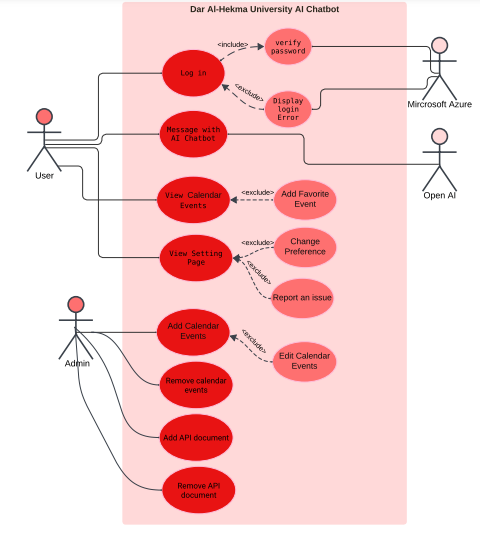 Dar Al-Hekma University AI Chatbot
<include>
verify
password
Log in
<exclude>
Display
login
Error
Mircrosoft Azure
Message with
AI Chatbot
User
Open AI
View Calendar
Events
<exclude>
Add Favorite
Event
<exclude>
Change
Preference
View Setting
Page
<exclude>
Report an issue
Admin
Add Calendar
Events
<exclude>
Edit Calendar
Events
Remove calendar
events
Add API document
Remove API
document